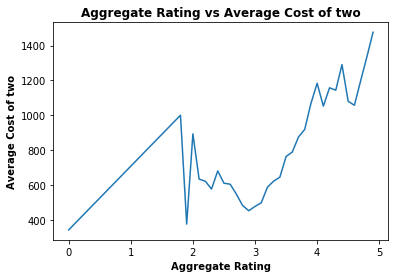 Aggregate Rating vs Average Cost of two
1400
1200
1000
800
600
400
Average Cost of two
0 1 2 3 4 5
Aggregate Rating